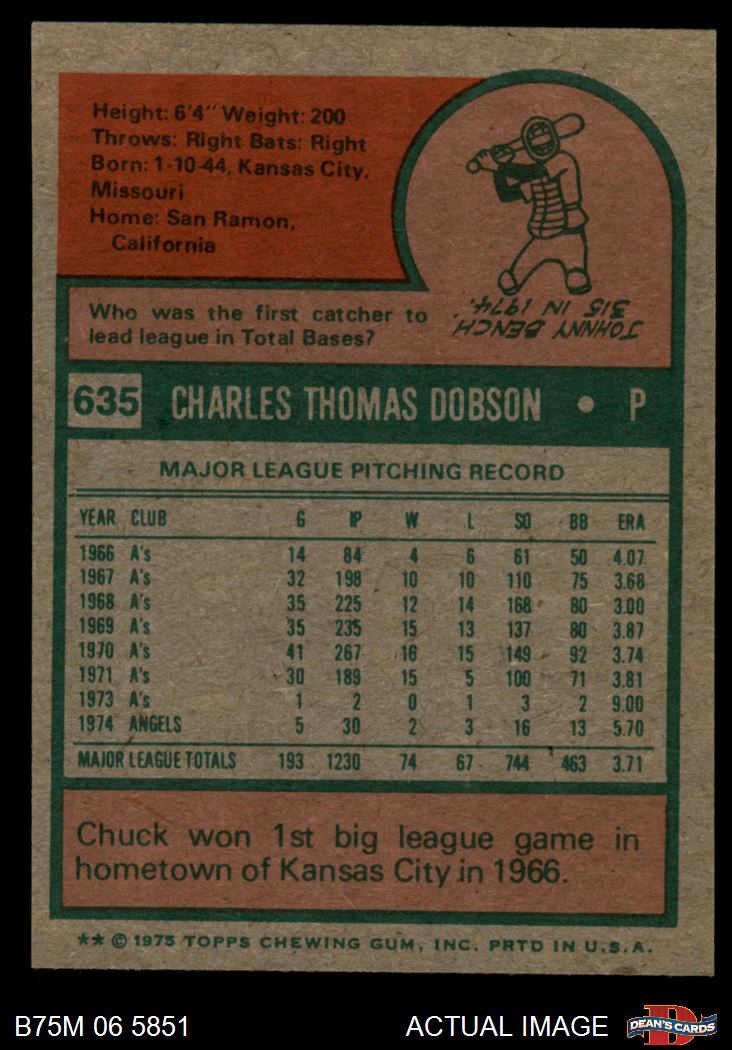 Height: 6'4" Weight: 200
Throws: Right Bats: Right
Born: 1-10-44, Kansas City,
Missouri
Home: San Ramon,
California
Who was the first catcher to
lead league in Total Bases?
JOHNNY BENCH,
315 IN 1974.
635 CHARLES THOMAS DOBSON • P
MAJOR LEAGUE PITCHING RECORD
YEAR CLUB G IP W L SO BB ERA
1966 A's 14 84 4 6 61 50 4.07
1967 A's 32 198 10 10 110 75 3.68
1968 A's 35 225 12 14 168 80 3.00
1969 A's 35 235 15 13 137 80 3.87
1970 A's 41 267 16 15 149 92 3.74
1971 A's 30 189 15 5 100 71 3.81
1973 A's 1 2 0 1 3 2 9.00
1974 ANGELS 5 30 2 3 16 13 5.70
MAJOR LEAGUE TOTALS 193 1230 74 67 744 463 3.71
Chuck won 1st big league game in
hometown of Kansas City in 1966.
** © 1975 TOPPS CHEWING GUM, INC. PRTD IN U.S.A.
B75M 06 5851 ACTUAL IMAGE D DEAN'S CARDS